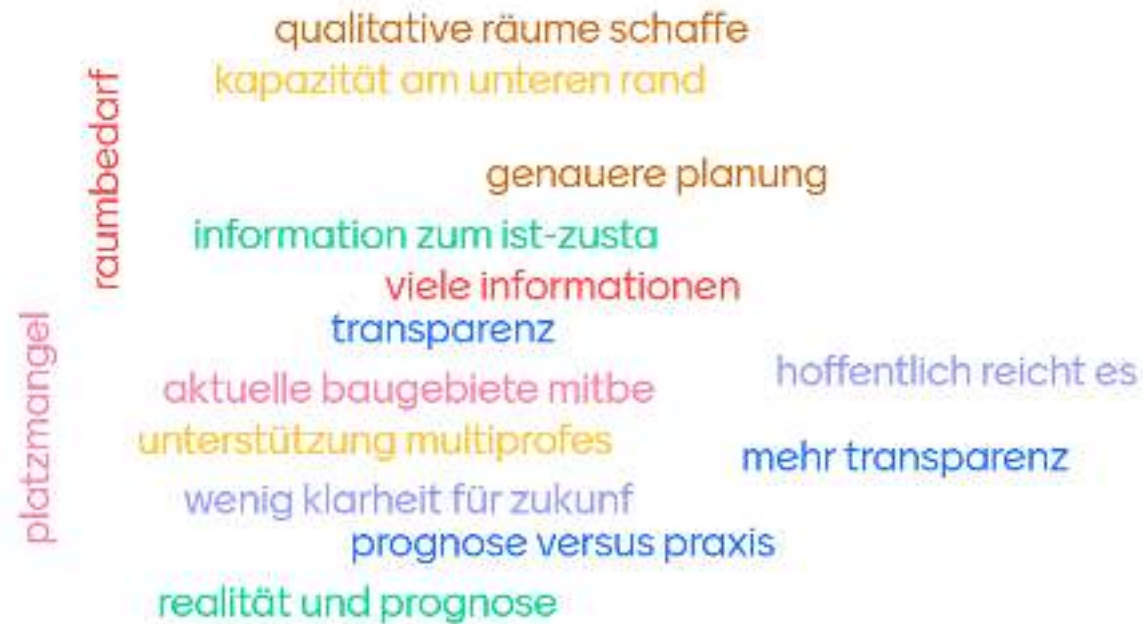 qualitative räume schaffe
kapazität am unteren rand
raumbedarf
genauere planung
information zum ist-zusta
viele informationen
transparenz
hoffentlich reicht es
aktuelle baugebiete mitbe
platzmangel
unterstützung multiprofes
mehr transparenz
wenig klarheit für zukunf
prognose versus praxis
realität und prognose